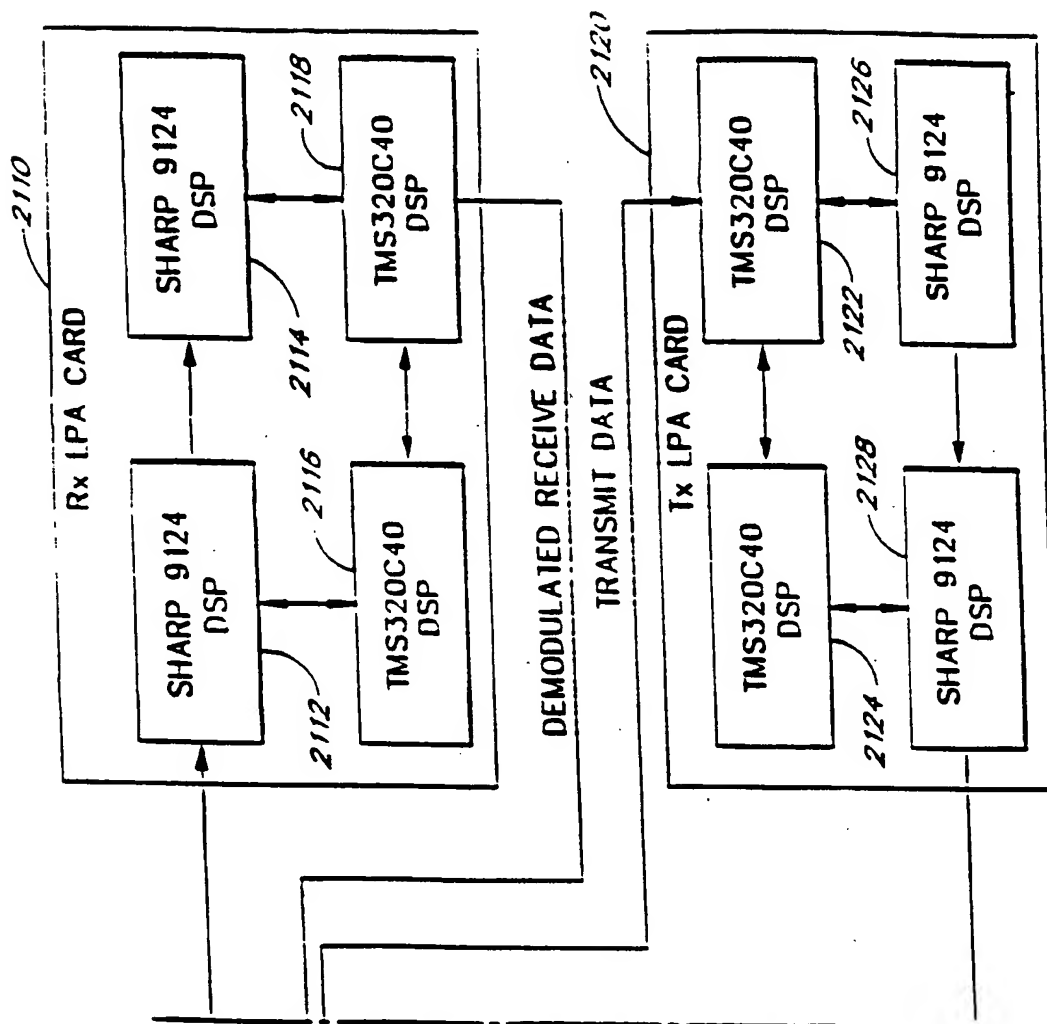 2110
Rx LPA CARD
SHARP 9124
DSP
2112
SHARP 9124
DSP
2114
TMS320C40
DSP
2116
TMS320C40
DSP
2118
DEMODULATED RECEIVE DATA
TRANSMIT DATA
2120
Tx LPA CARD
TMS320C40
DSP
2124
TMS320C40
DSP
2122
SHARP 9124
DSP
2128
SHARP 9124
DSP
2126